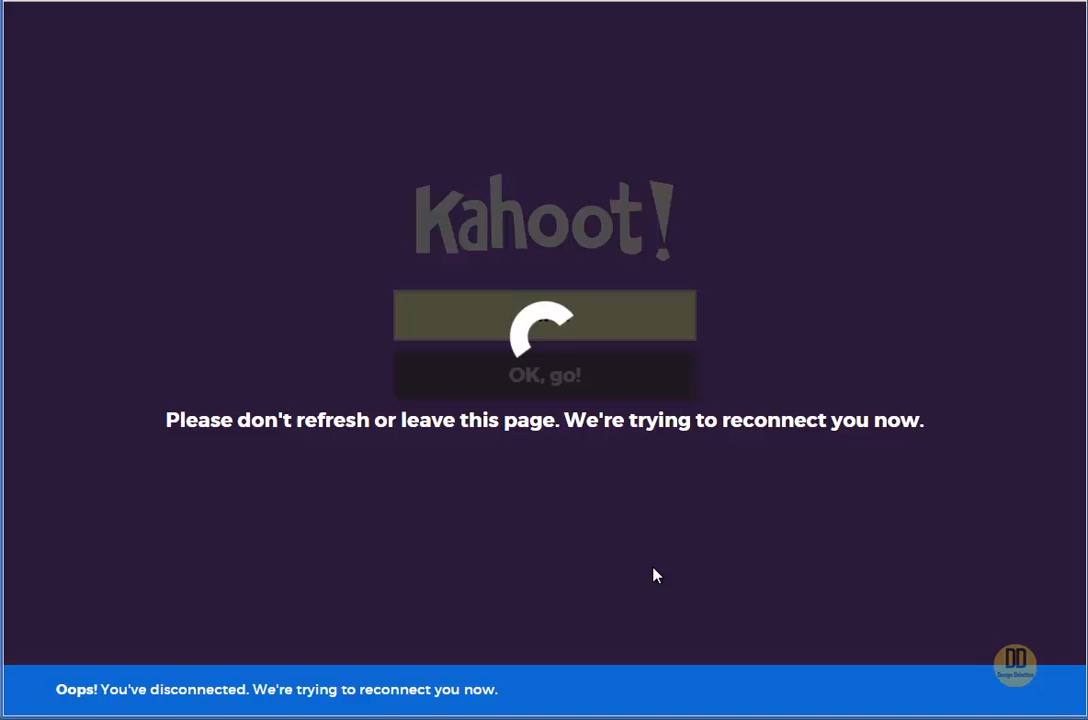 Kahoot!
OK, go!
Please don't refresh or leave this page. We're trying to reconnect you now.
DD
Oops! You've disconnected. We're trying to reconnect you now.